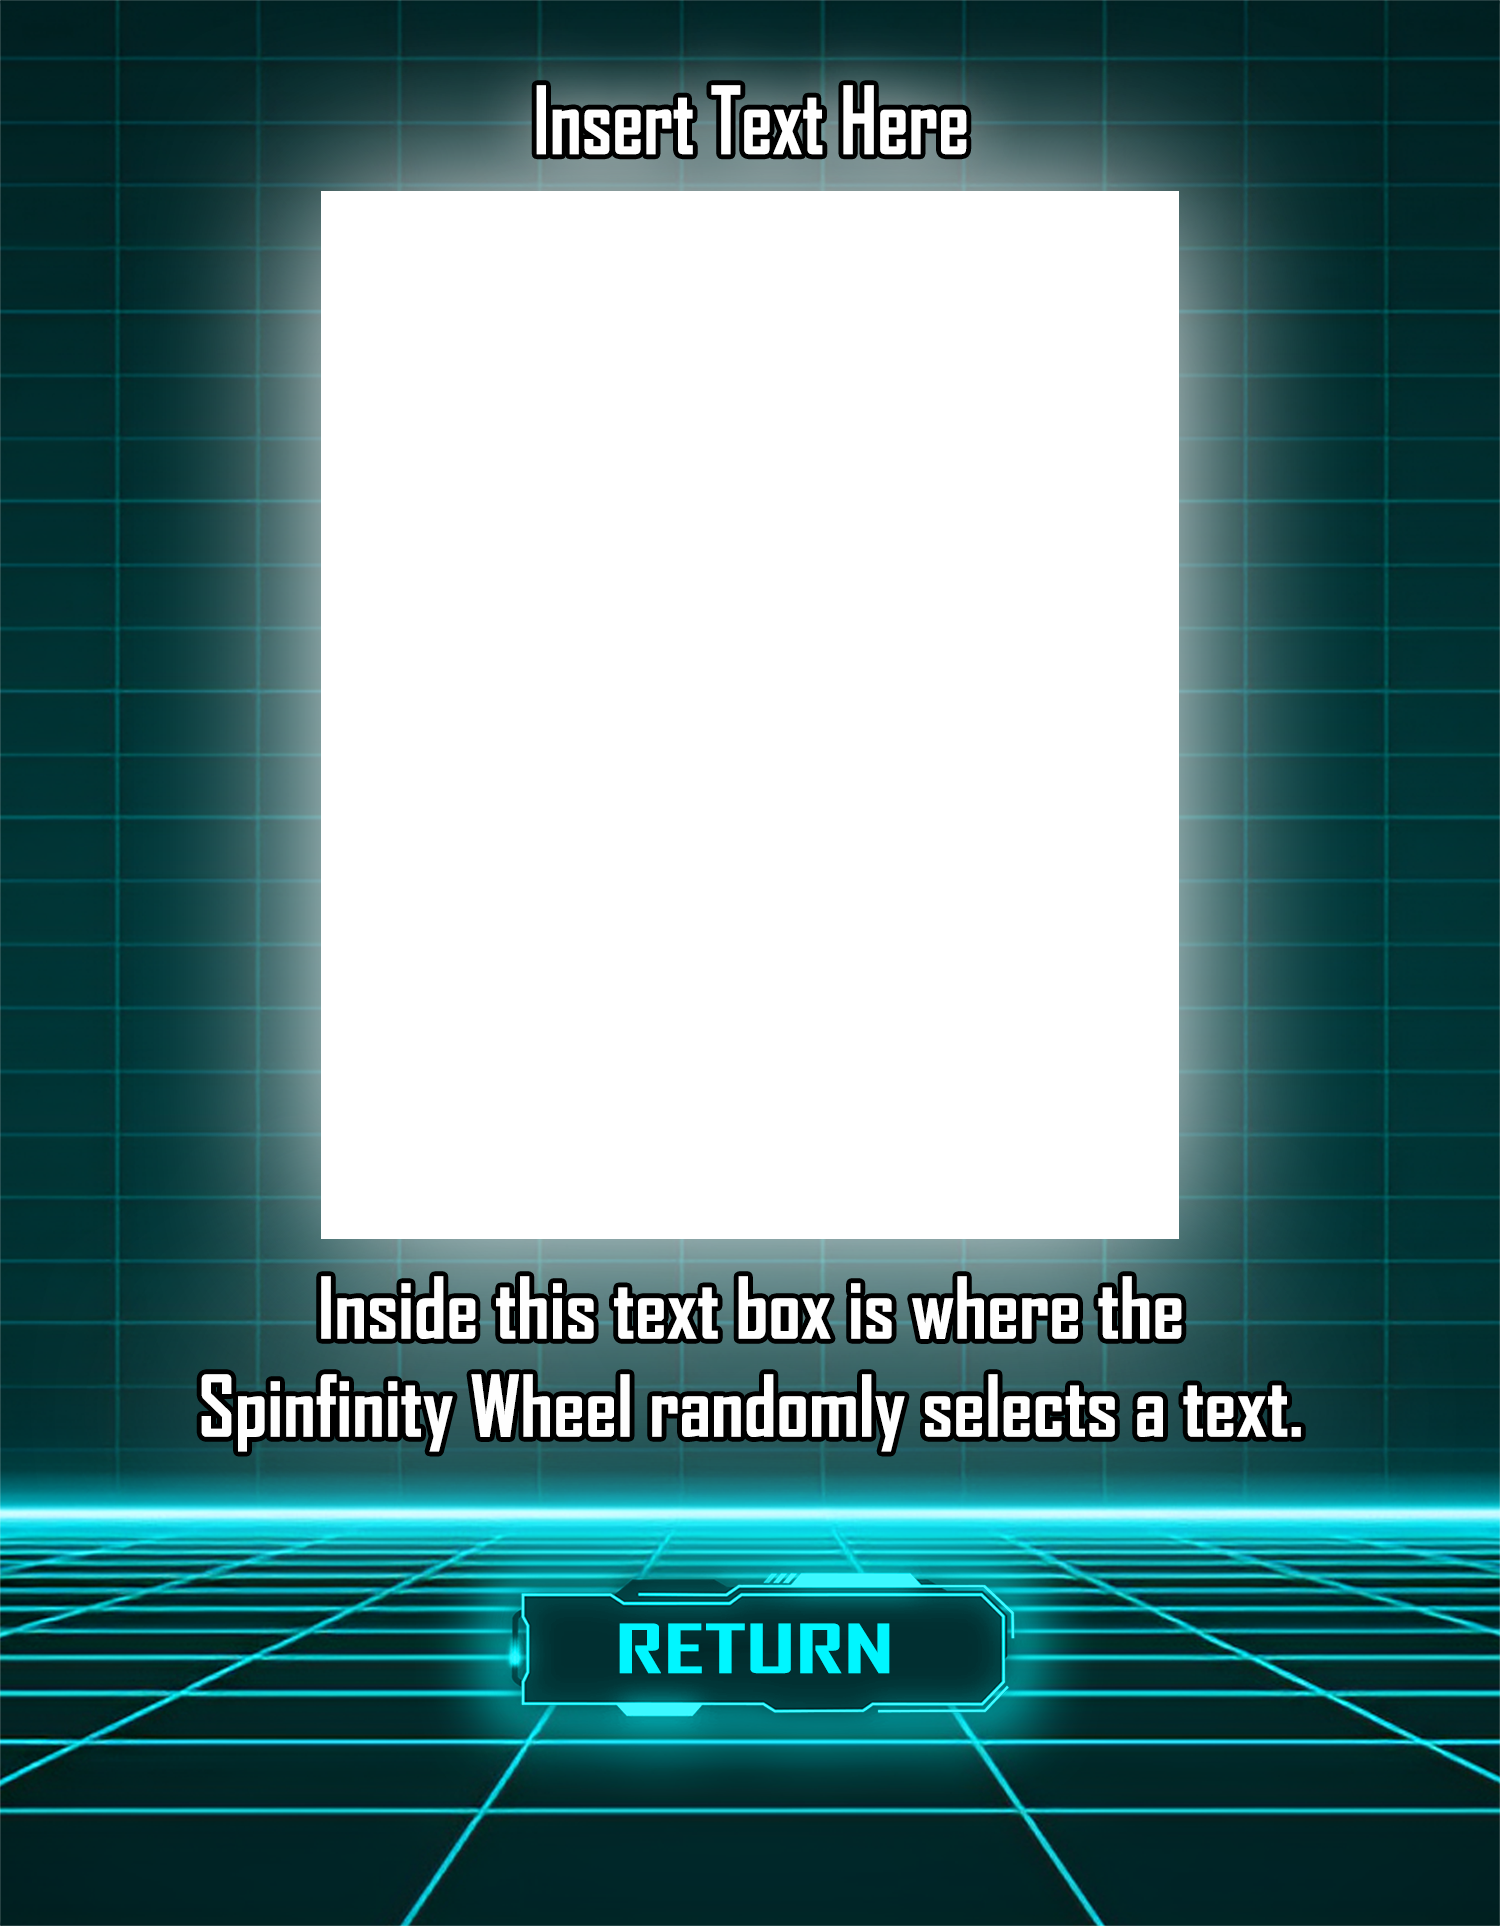 Insert Text Here
Inside this text box is where the
Spinfinity Wheel randomly selects a text.
RETURN